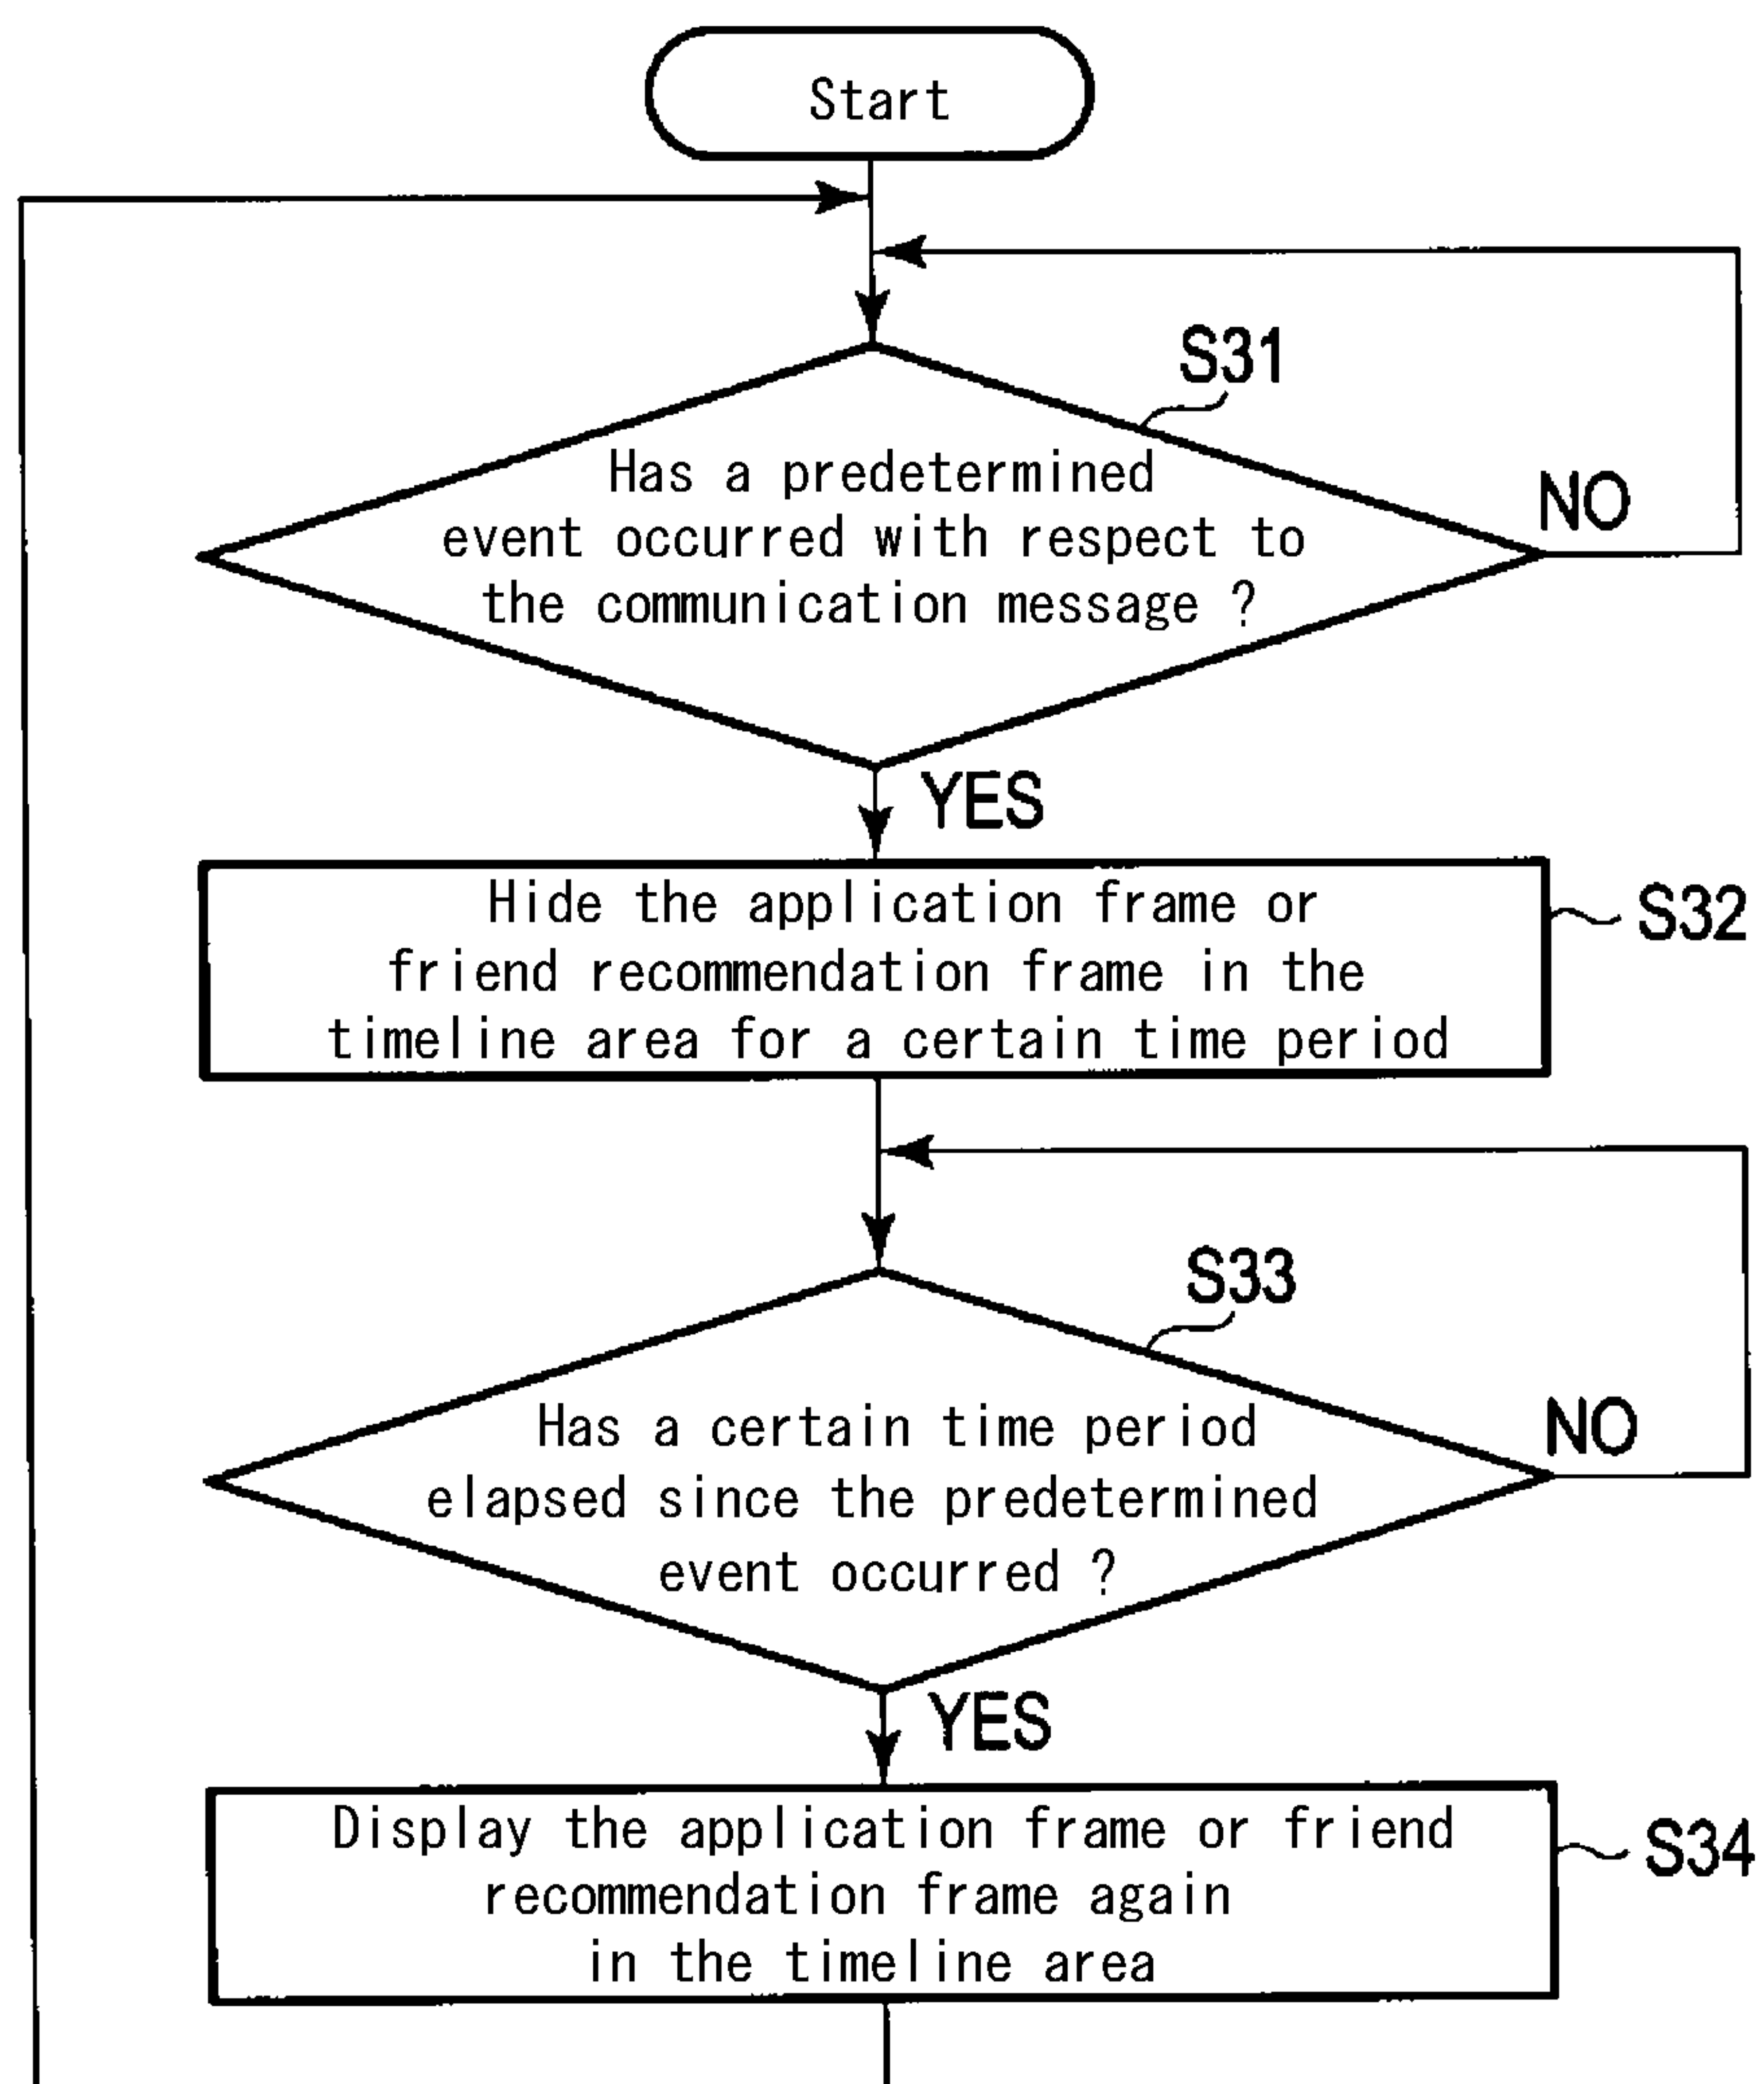 Start
S31
Has a predetermined
event occurred with respect to
the communication message ?
NO
YES
Hide the application frame or
friend recommendation frame in the
timeline area for a certain time period
S32
S33
Has a certain time period
elapsed since the predetermined
event occurred ?
NO
YES
Display the application frame or friend
recommendation frame again
in the timeline area
S34